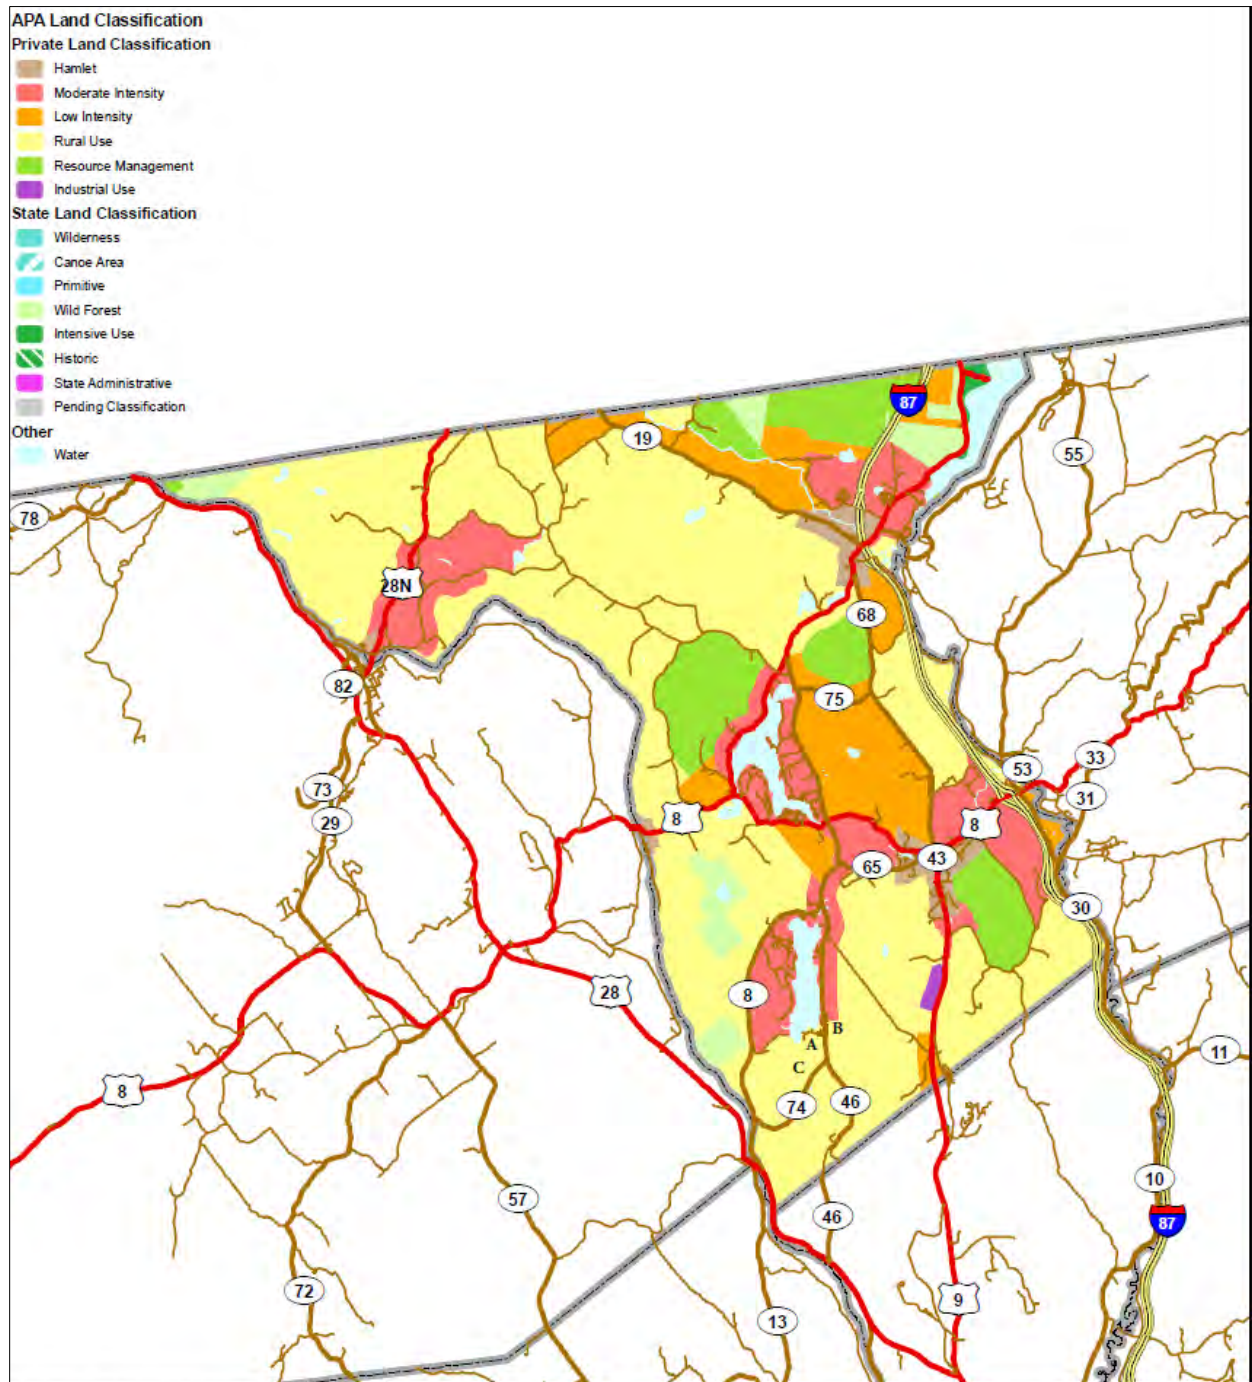 APA Land Classification
Private Land Classification
Hamlet
Moderate Intensity
Low Intensity
Rural Use
Resource Management
Industrial Use
State Land Classification
Wilderness
Canoe Area
Primitive
Wild Forest
Intensive Use
Historic
State Administrative
Pending Classification
Other
Water
87
19
55
78
28N
68
82
75
53
33
73
31
29
8
8
65
43
30
8
28
B
A
11
C
8
74
46
10
57
46
87
72
9
13